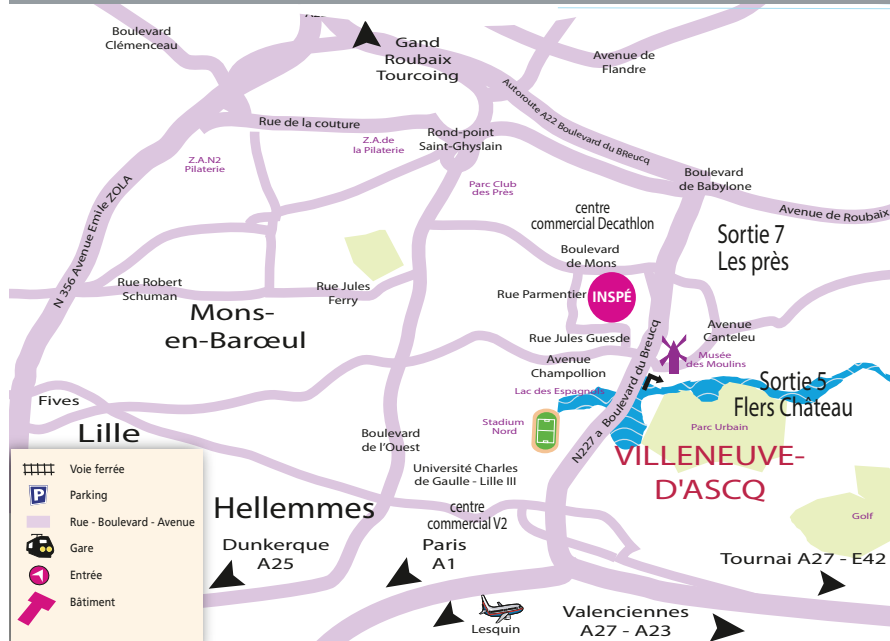 Boulevard
Clémenceau
Gand
Roubaix
Tourcoing
Avenue de
Flandre
Autoroute A22 Boulevard du BReucq
Rue de la couture
Rond-point
Saint-Ghyslain
Z.A.de
la Pilaterie
Z.A.N2
Pilaterie
Parc Club
des Près
Boulevard
de Babylone
Avenue de Roubaix
N 356 Avenue Emile ZOLA
centre
commercial Decathlon
Sortie 7
Les près
Boulevard
de Mons
Rue Robert
Schuman
Rue Jules
Ferry
Rue Parmentier
INSPÉ
Mons-
en-Barœul
Rue Jules Guesde
Avenue
Canteleu
Avenue
Champollion
Musée
des Moulins
N227 a Boulevard du Breucq
Lac des Espagnols
Sortie 5
Flers Château
Fives
Lille
Stadium
Nord
Parc Urbain
Boulevard
de l'Ouest
VILLENEUVE-
D'ASCQ
Université Charles
de Gaulle - Lille III
Hellemmes
centre
commercial V2
Golf
Dunkerque
A25
Paris
A1
Tournai A27 - E42
Lesquin
Valenciennes
A27 - A23
Voie ferrée
P
Parking
Rue - Boulevard - Avenue
Gare
Entrée
Bâtiment